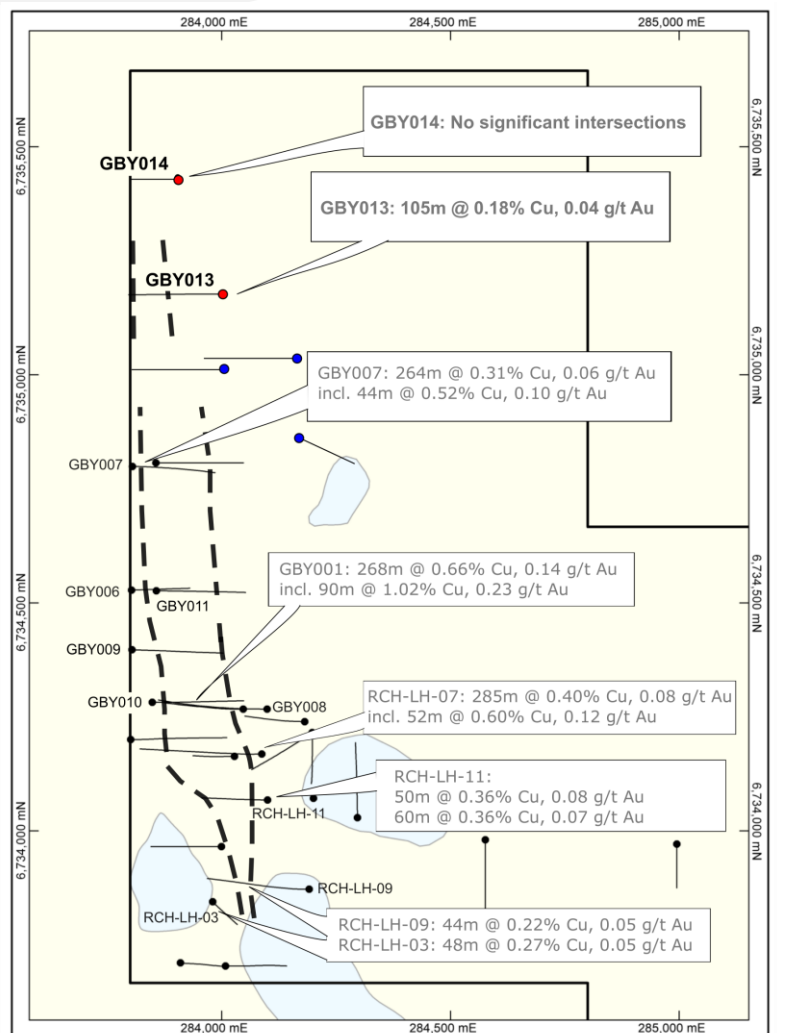 284,000 mE
284,500 mE
285,000 mE
6,735,500 mN
6,735,500 mN
GBY014: No significant intersections
GBY014
GBY013: 105m @ 0.18% Cu, 0.04 g/t Au
GBY013
6,735,000 mN
6,735,000 mN
GBY007: 264m @ 0.31% Cu, 0.06 g/t Au
incl. 44m @ 0.52% Cu, 0.10 g/t Au
GBY007
GBY001: 268m @ 0.66% Cu, 0.14 g/t Au
incl. 90m @ 1.02% Cu, 0.23 g/t Au
6,734,500 mN
6,734,500 mN
GBY006
GBY011
GBY009
GBY010
GBY008
RCH-LH-07: 285m @ 0.40% Cu, 0.08 g/t Au
incl. 52m @ 0.60% Cu, 0.12 g/t Au
RCH-LH-11:
50m @ 0.36% Cu, 0.08 g/t Au
60m @ 0.36% Cu, 0.07 g/t Au
RCH-LH-11
6,734,000 mN
6,734,000 mN
RCH-LH-09
RCH-LH-03
RCH-LH-09: 44m @ 0.22% Cu, 0.05 g/t Au
RCH-LH-03: 48m @ 0.27% Cu, 0.05 g/t Au
284,000 mE
284,500 mE
285,000 mE